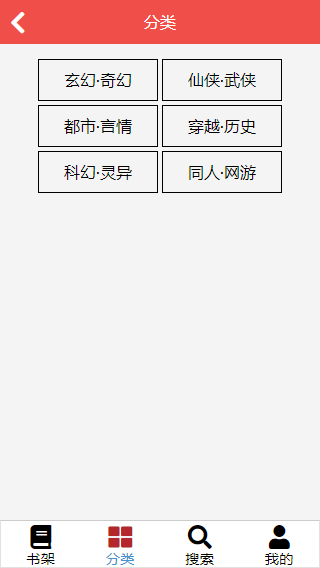 分类
玄幻·奇幻 仙侠·武侠
都市·言情 穿越·历史
科幻·灵异 同人·网游
书架 分类 搜索 我的